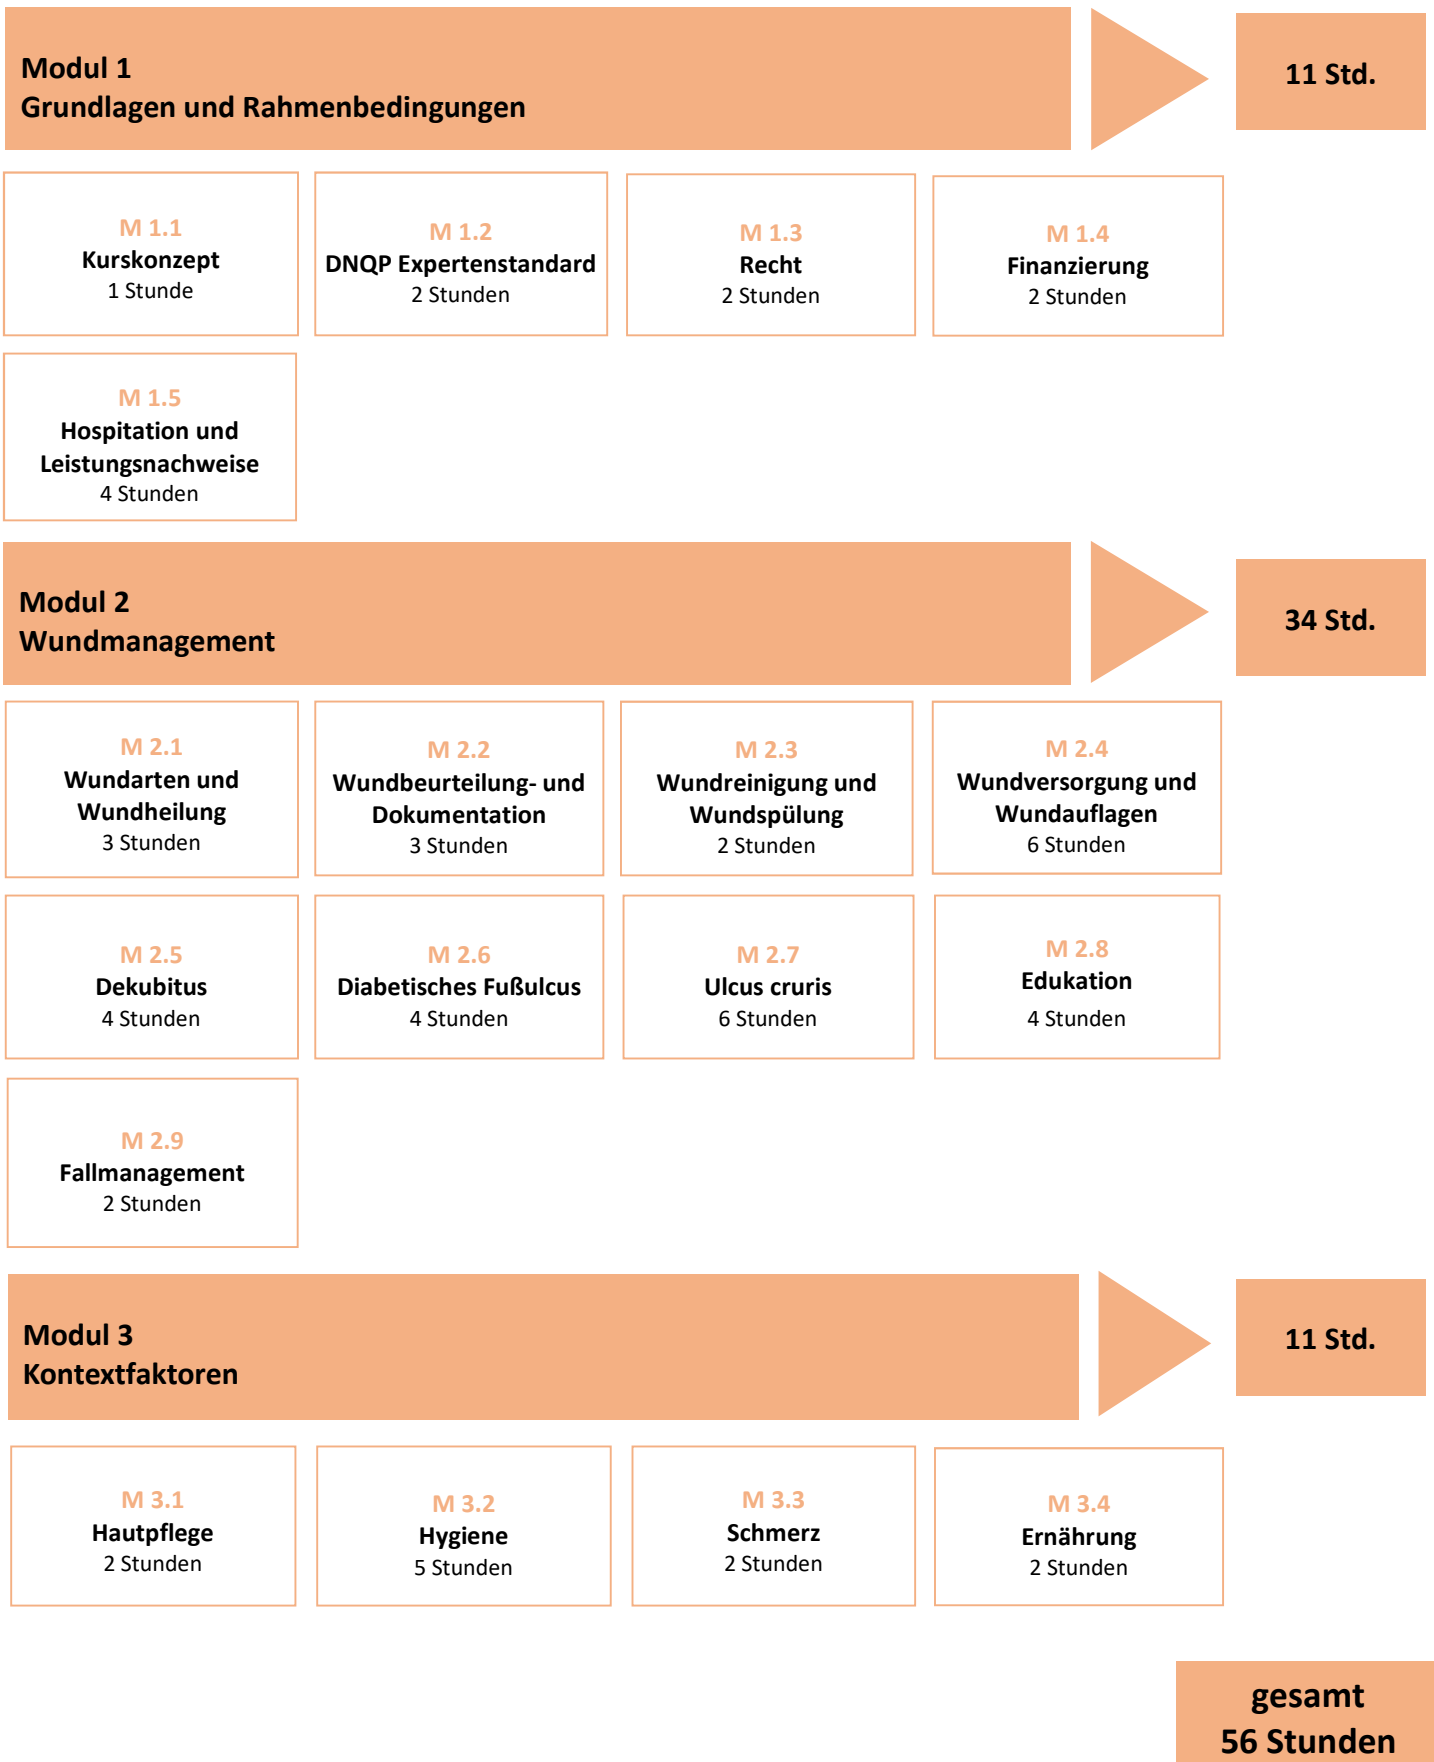 Modul 1
Grundlagen und Rahmenbedingungen
11 Std.
M 1.1
Kurskonzept
1 Stunde
M 1.2
DNQP Expertenstandard
2 Stunden
M 1.3
Recht
2 Stunden
M 1.4
Finanzierung
2 Stunden
M 1.5
Hospitation und
Leistungsnachweise
4 Stunden
Modul 2
Wundmanagement
34 Std.
M 2.1
Wundarten und
Wundheilung
3 Stunden
M 2.2
Wundbeurteilung- und
Dokumentation
3 Stunden
M 2.3
Wundreinigung und
Wundspülung
2 Stunden
M 2.4
Wundversorgung und
Wundauflagen
6 Stunden
M 2.5
Dekubitus
4 Stunden
M 2.6
Diabetisches Fußulcus
4 Stunden
M 2.7
Ulcus cruris
6 Stunden
M 2.8
Edukation
4 Stunden
M 2.9
Fallmanagement
2 Stunden
Modul 3
Kontextfaktoren
11 Std.
M 3.1
Hautpflege
2 Stunden
M 3.2
Hygiene
5 Stunden
M 3.3
Schmerz
2 Stunden
M 3.4
Ernährung
2 Stunden
gesamt
56 Stunden